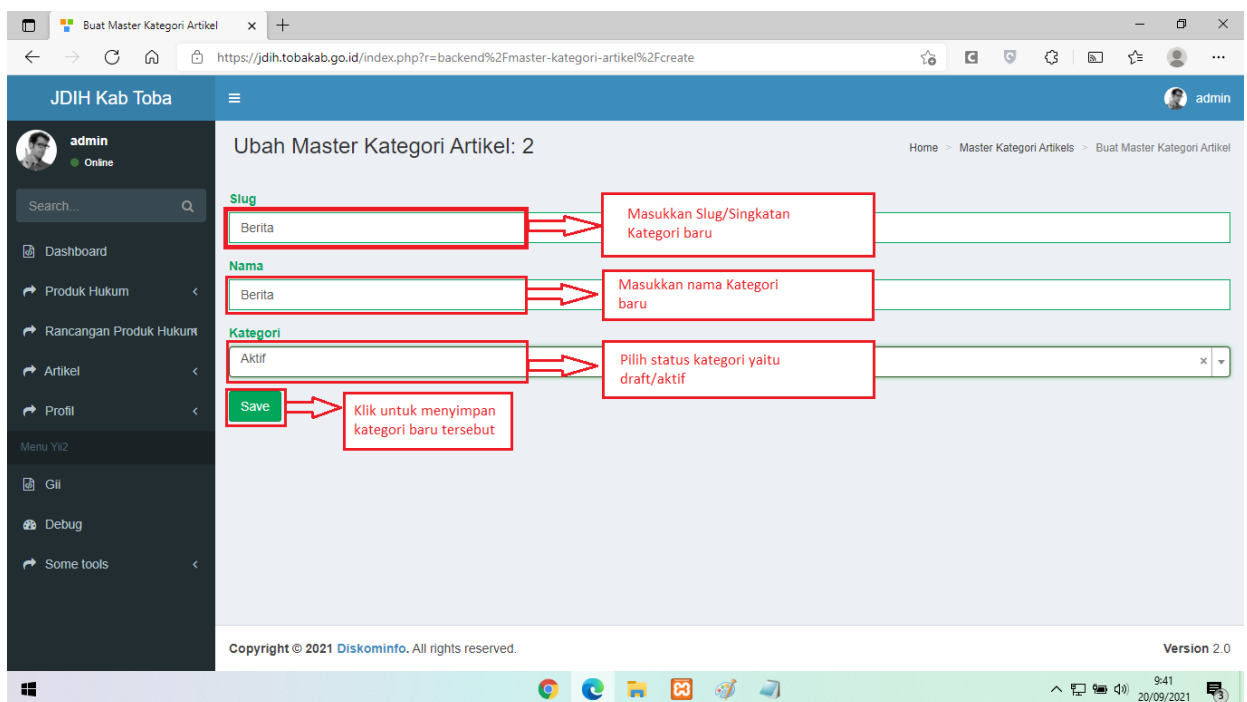 Buat Master Kategori Artikel
https://jdih.tobakab.go.id/index.php?r=backend%2Fmaster-kategori-artikel%2Fcreate
JDIH Kab Toba
admin
admin
Online
Ubah Master Kategori Artikel: 2
Home > Master Kategori Artikels > Buat Master Kategori Artikel
Search...
Dashboard
Produk Hukum
Rancangan Produk Hukum
Artikel
Profil
Menu Yii2
Gii
Debug
Some tools
Slug
Berita
Masukkan Slug/Singkatan
Kategori baru
Nama
Berita
Masukkan nama Kategori
baru
Kategori
Aktif
Pilih status kategori yaitu
draft/aktif
Save
Klik untuk menyimpan
kategori baru tersebut
Copyright © 2021 Diskominfo. All rights reserved.
Version 2.0
9:41
20/09/2021
3